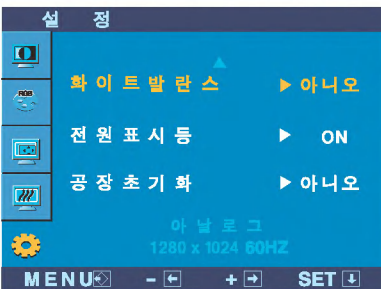 설 정
RGB
화이트발란스 ▶ 아니오
전원표시등 ▶ ON
공장초기화 ▶ 아니오
아날로그
1280 x 1024 60HZ
MENU - ← + → SET ↓